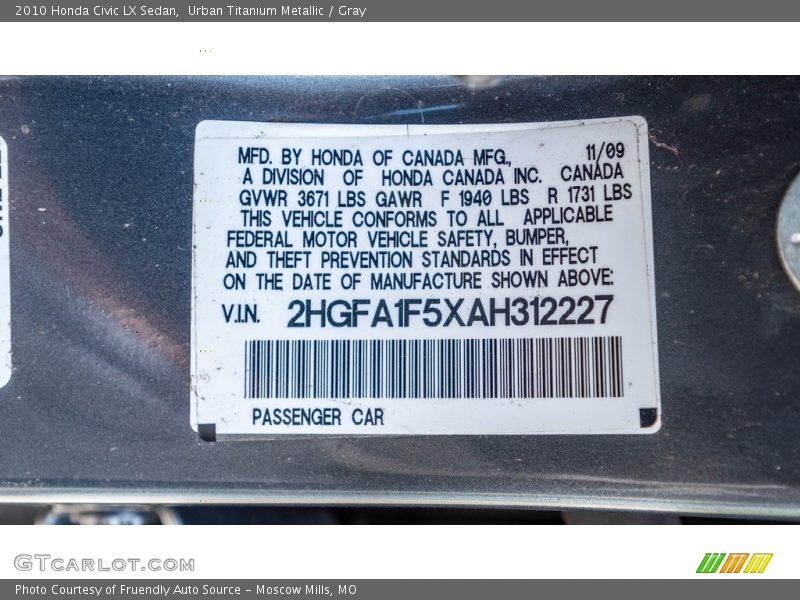 2010 Honda Civic LX Sedan,  Urban Titanium Metallic / Gray
MFD. BY HONDA OF CANADA MFG., 11/09
A DIVISION OF HONDA CANADA INC. CANADA
GVWR 3671 LBS GAWR F 1940 LBS R 1731 LBS
THIS VEHICLE CONFORMS TO ALL APPLICABLE
FEDERAL MOTOR VEHICLE SAFETY, BUMPER,
AND THEFT PREVENTION STANDARDS IN EFFECT
ON THE DATE OF MANUFACTURE SHOWN ABOVE:
V.I.N. 2HGFA1F5XAH312227
PASSENGER CAR
GTCARLOT.COM
Photo Courtesy of Fruendly Auto Source – Moscow Mills, MO